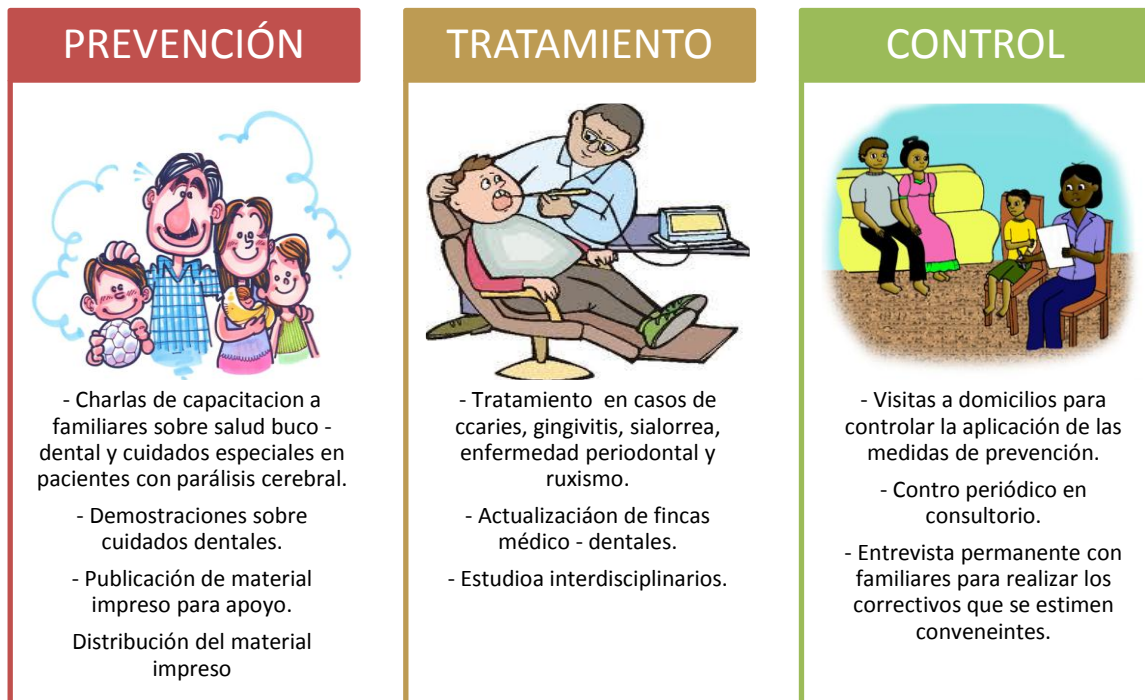 PREVENCIÓN
- Charlas de capacitacion a
familiares sobre salud buco -
dental y cuidados especiales en
pacientes con parálisis cerebral.
- Demostraciones sobre
cuidados dentales.
- Publicación de material
impreso para apoyo.
Distribución del material
impreso
TRATAMIENTO
- Tratamiento  en casos de
ccaries, gingivitis, sialorrea,
enfermedad periodontal y
ruxismo.
- Actualizaciáon de fincas
médico - dentales.
- Estudioa interdisciplinarios.
CONTROL
- Visitas a domicilios para
controlar la aplicación de las
medidas de prevención.
- Contro periódico en
consultorio.
- Entrevista permanente con
familiares para realizar los
correctivos que se estimen
conveneintes.